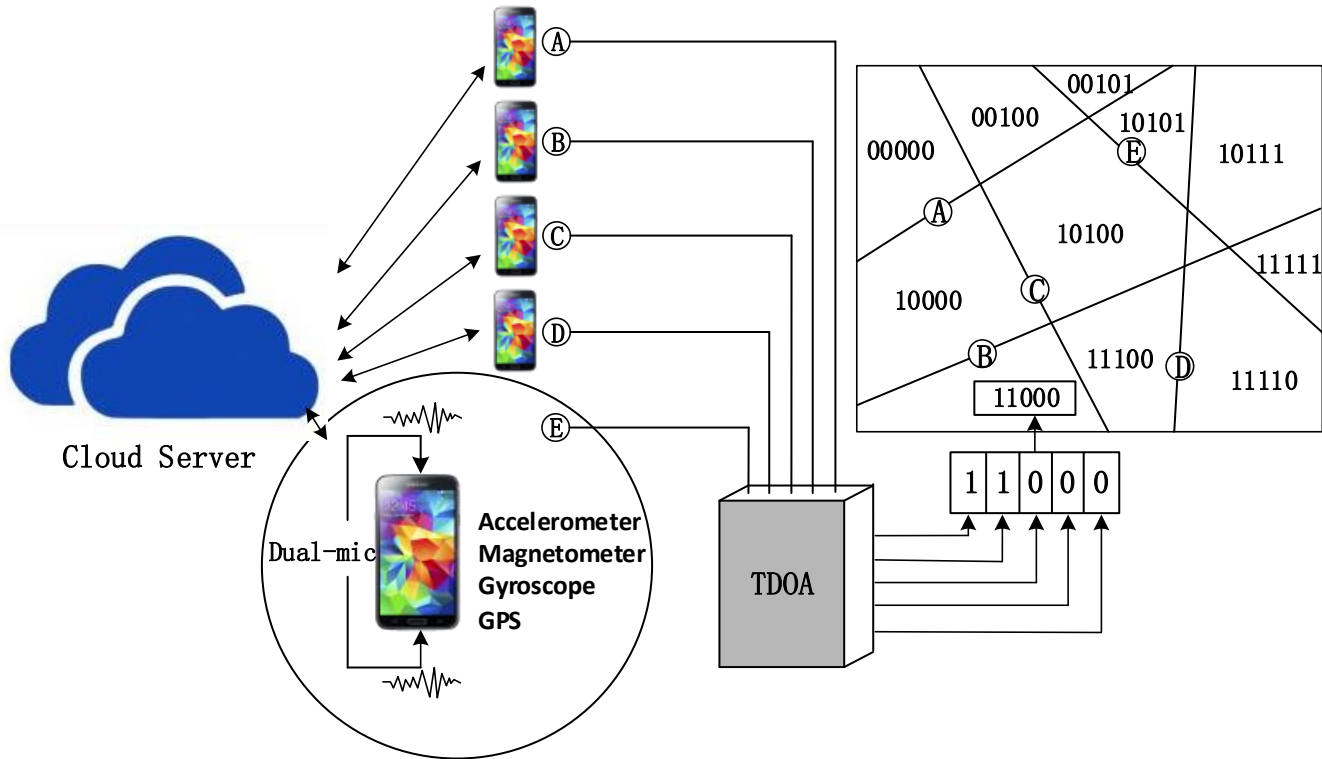 A
B
C
D
E
Cloud Server
Dual-mic
Accelerometer
Magnetometer
Gyroscope
GPS
TDOA
1 1 0 0 0
00101
00100
10101
00000
E
10111
A
10100
11111
10000
C
B
11100
D
11110
11000